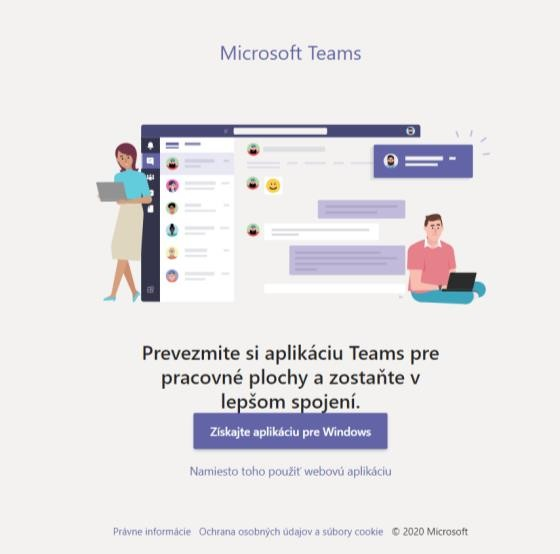 Microsoft Teams
Prevezmite si aplikáciu Teams pre
pracovné plochy a zostaňte v
lepšom spojení.
Získajte aplikáciu pre Windows
Namiesto toho použiť webovú aplikáciu
Právne informácie Ochrana osobných údajov a súbory cookie © 2020 Microsoft